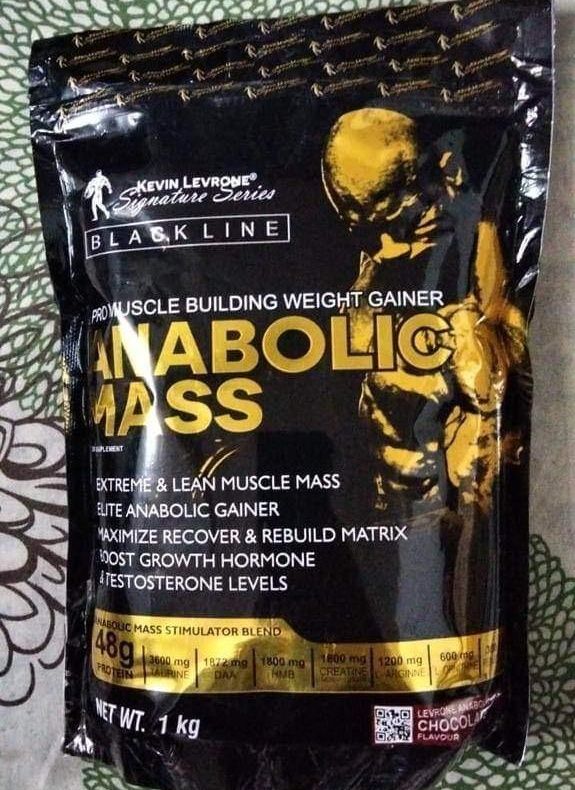 KEVIN LEVRONE®
Signature Series
BLACK LINE
PRO MUSCLE BUILDING WEIGHT GAINER
ANABOLIC
MASS
EXTREME & LEAN MUSCLE MASS
ELITE ANABOLIC GAINER
MAXIMIZE RECOVER & REBUILD MATRIX
BOOST GROWTH HORMONE
& TESTOSTERONE LEVELS
ANABOLIC MASS STIMULATOR BLEND
48g PROTEIN
3600 mg TAURINE
1872 mg DAA
1800 mg HMB
1800 mg CREATINE
1200 mg L-ARGININE
600 mg
NET WT. 1 kg
LEVRONE
CHOCOLA
FLAVOUR